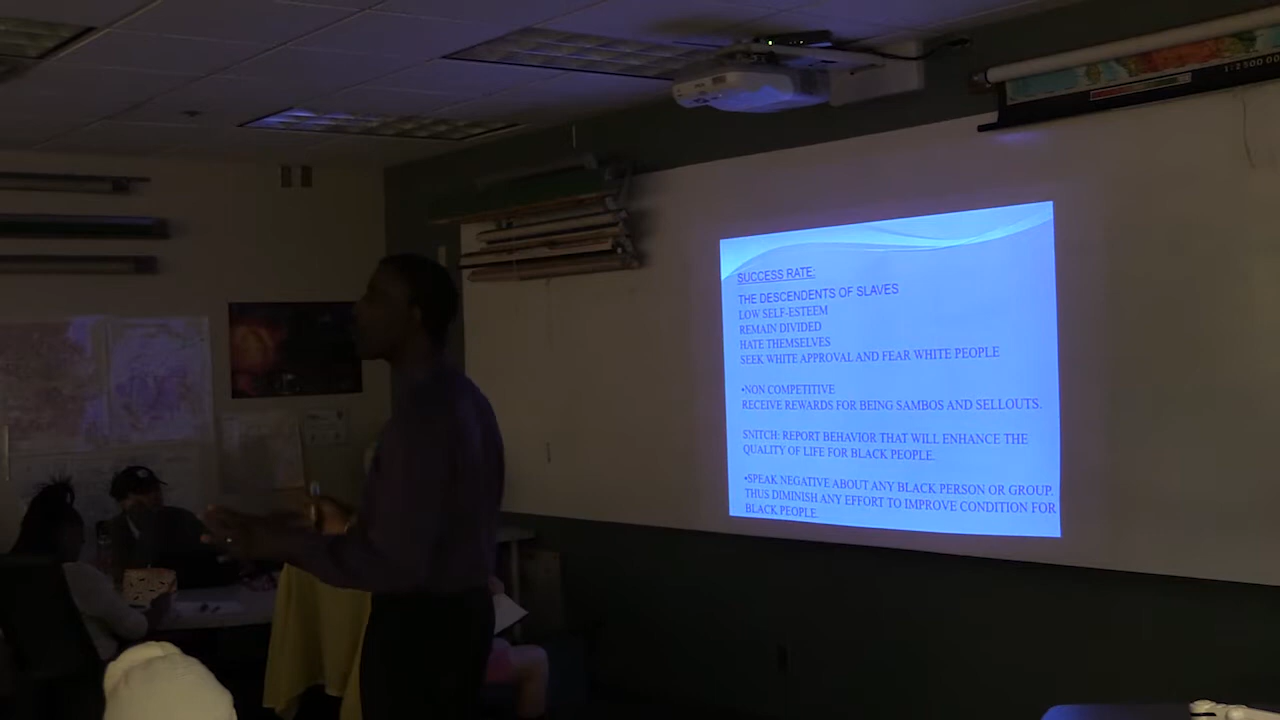 SUCCESS RATE:
THE DESCENDENTS OF SLAVES
LOW SELF-ESTEEM
REMAIN DIVIDED
HATE THEMSELVES
SEEK WHITE APPROVAL AND FEAR WHITE PEOPLE
•NON COMPETITIVE
RECEIVE REWARDS FOR BEING SAMBOS AND SELLOUTS.
SNITCH: REPORT BEHAVIOR THAT WILL ENHANCE THE
QUALITY OF LIFE FOR BLACK PEOPLE.
•SPEAK NEGATIVE ABOUT ANY BLACK PERSON OR GROUP.
THUS DIMINISH ANY EFFORT TO IMPROVE CONDITION FOR
BLACK PEOPLE.